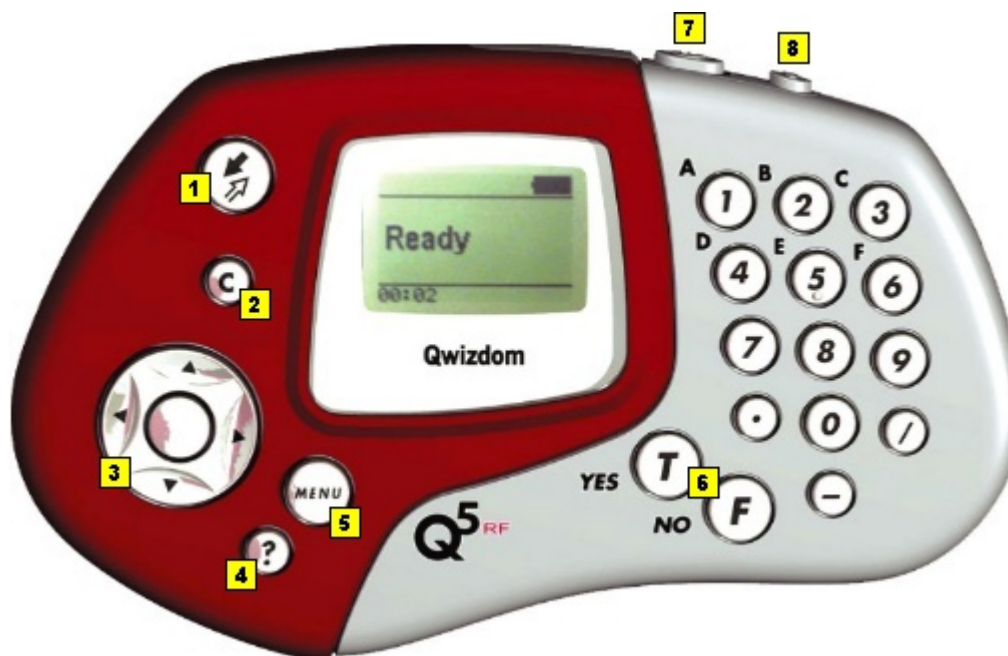 7
8
1
A 1 B 2 C 3
Ready
D 4 E 5 F 6
C
2
00:02
7 8 9
Qwizdom
. 0 /
3
T
YES
6
MENU
5
F
NO
–
Q5 RF
?
4